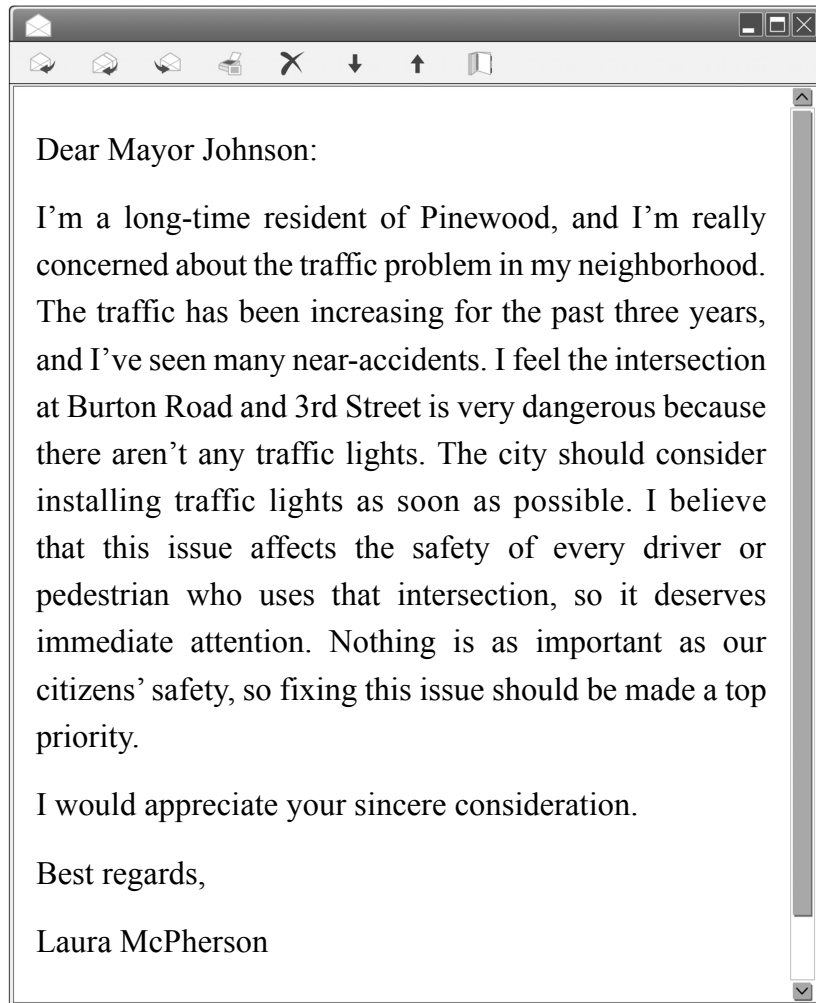 Dear Mayor Johnson:
I’m a long-time resident of Pinewood, and I’m really
concerned about the traffic problem in my neighborhood.
The traffic has been increasing for the past three years,
and I’ve seen many near-accidents. I feel the intersection
at Burton Road and 3rd Street is very dangerous because
there aren’t any traffic lights. The city should consider
installing traffic lights as soon as possible. I believe
that this issue affects the safety of every driver or
pedestrian who uses that intersection, so it deserves
immediate attention. Nothing is as important as our
citizens’ safety, so fixing this issue should be made a top
priority.
I would appreciate your sincere consideration.
Best regards,
Laura McPherson